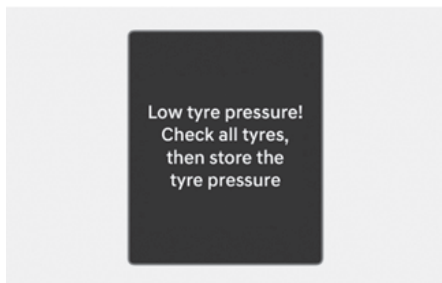 Low tyre pressure!
Check all tyres,
then store the
tyre pressure